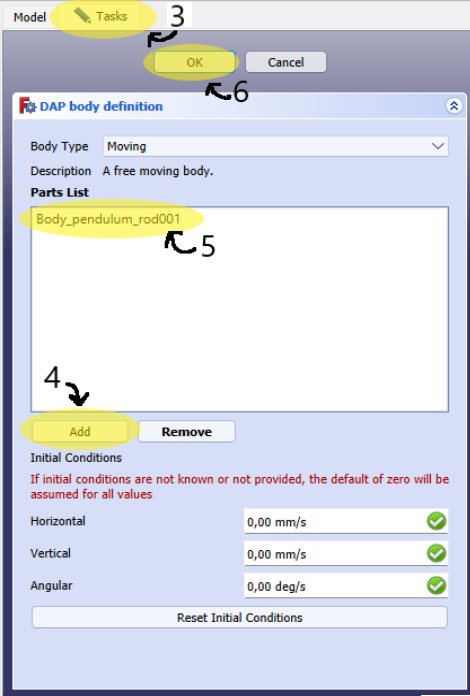 Model Tasks 3
OK Cancel
6
DAP body definition
Body Type Moving
Description A free moving body.
Parts List
Body_pendulum_rod001
5
4
Add Remove
Initial Conditions
If initial conditions are not known or not provided, the default of zero will be
assumed for all values
Horizontal 0,00 mm/s
Vertical 0,00 mm/s
Angular 0,00 deg/s
Reset Initial Conditions